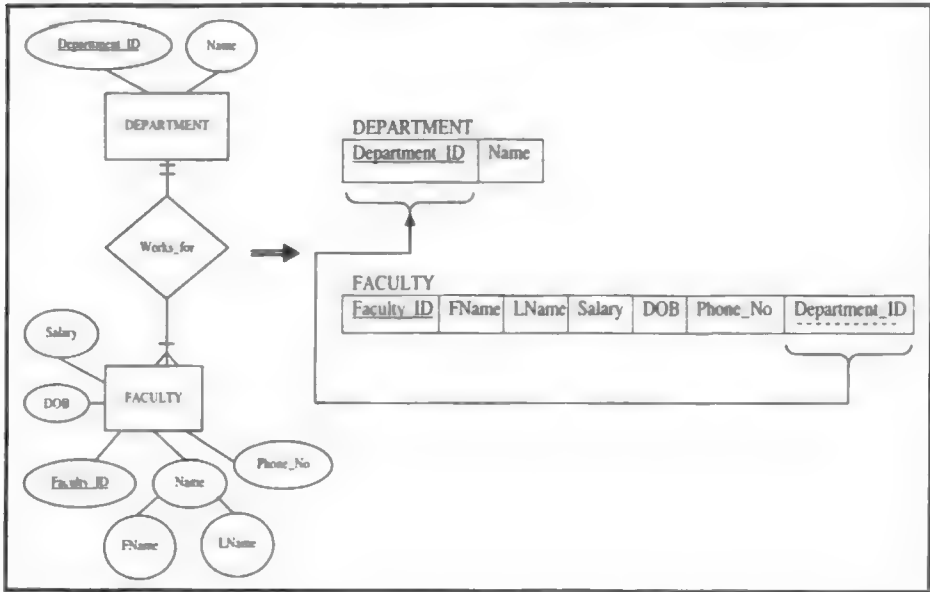 Department_ID
Name
DEPARTMENT
Works_for
Salary
DOB
FACULTY
Faculty_ID
Name
Phone_No
FName
LName
DEPARTMENT
Department_ID Name
FACULTY
Faculty_ID FName LName Salary DOB Phone_No Department_ID